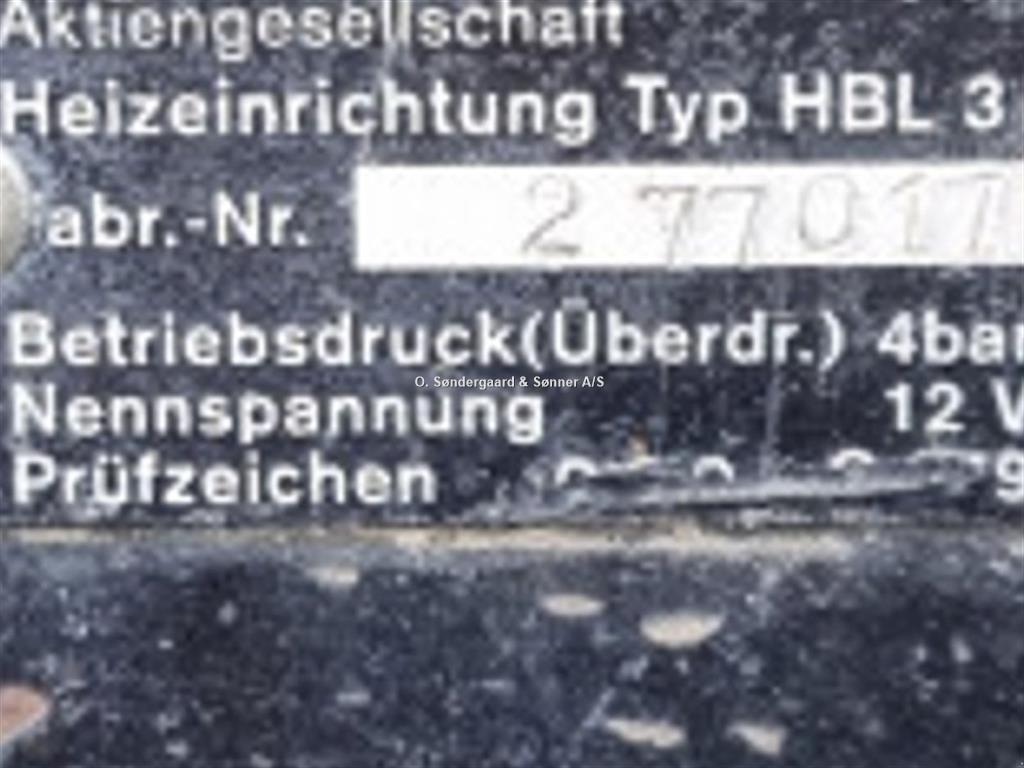 Aktiengesellschaft
Heizeinrichtung Typ HBL 3
abr.-Nr. 2 77017
Betriebsdruck(Überdr.) 4bar
O. Søndergaard & Sønner A/S
Nennspannung 12 V
Prüfzeichen